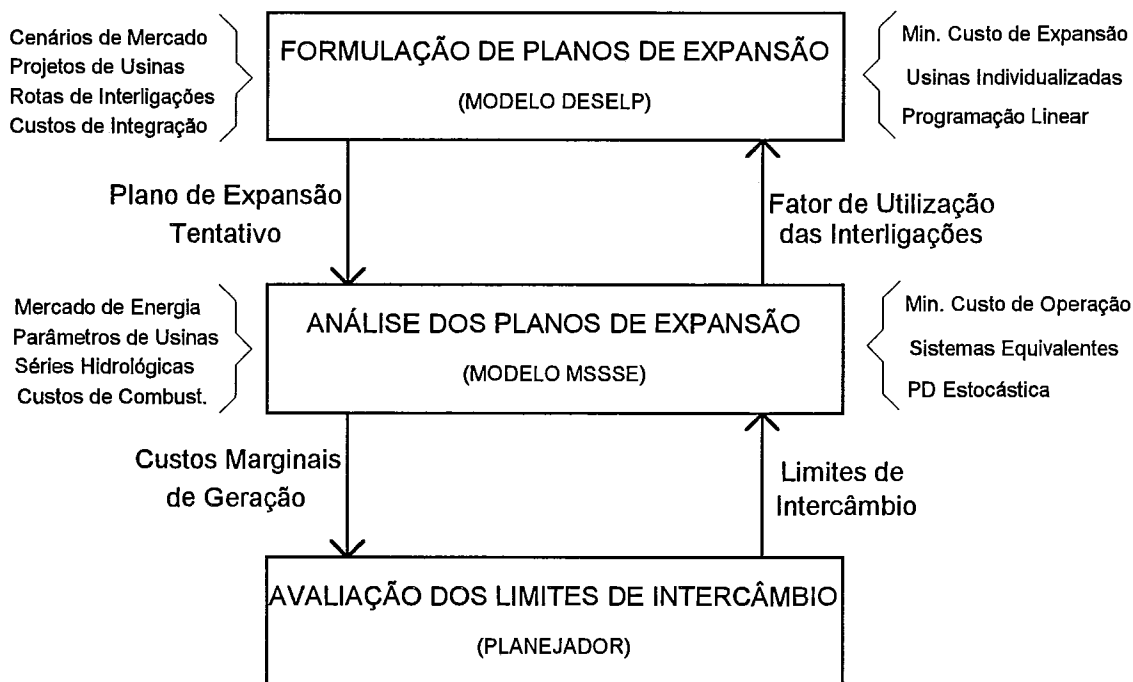 Cenários de Mercado
Projetos de Usinas
Rotas de Interligações
Custos de Integração
FORMULAÇÃO DE PLANOS DE EXPANSÃO
(MODELO DESELP)
Min. Custo de Expansão
Usinas Individualizadas
Programação Linear
Plano de Expansão
Tentativo
Fator de Utilização
das Interligações
Mercado de Energia
Parâmetros de Usinas
Séries Hidrológicas
Custos de Combust.
ANÁLISE DOS PLANOS DE EXPANSÃO
(MODELO MSSSE)
Min. Custo de Operação
Sistemas Equivalentes
PD Estocástica
Custos Marginais
de Geração
Limites de
Intercâmbio
AVALIAÇÃO DOS LIMITES DE INTERCÂMBIO
(PLANEJADOR)